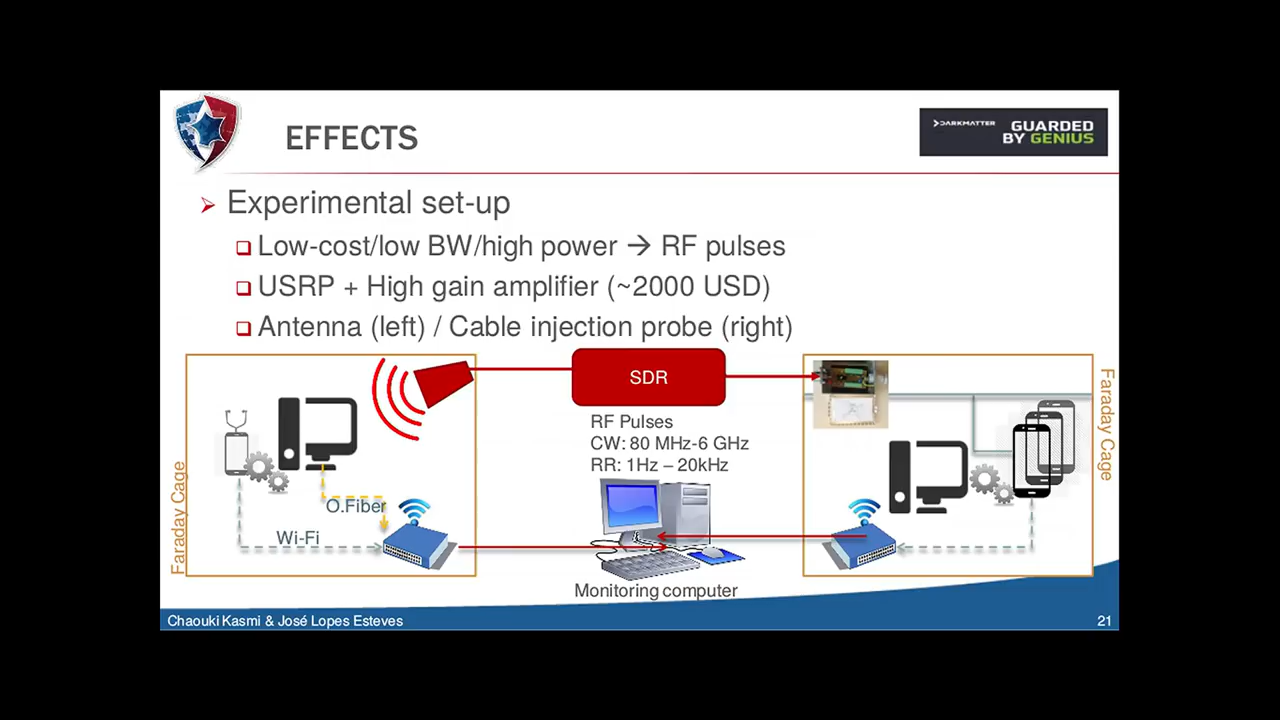 EFFECTS
DARKMATTER
GUARDED
BY GENIUS
Experimental set-up
Low-cost/low BW/high power → RF pulses
USRP + High gain amplifier (~2000 USD)
Antenna (left) / Cable injection probe (right)
SDR
RF Pulses
CW: 80 MHz-6 GHz
RR: 1Hz – 20kHz
Faraday Cage
O.Fiber
Wi-Fi
Faraday Cage
Monitoring computer
Chaouki Kasmi & José Lopes Esteves
21